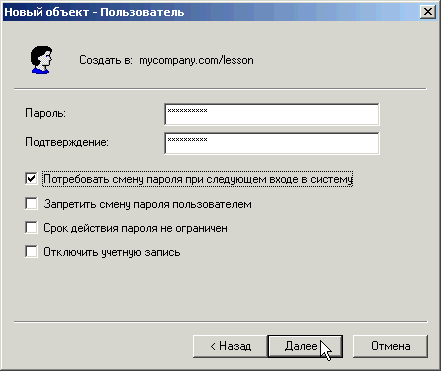 Новый объект - Пользователь
Создать в: mycompany.com/lesson
Пароль: **********
Подтверждение: **********
Потребовать смену пароля при следующем входе в систему
Запретить смену пароля пользователем
Срок действия пароля не ограничен
Отключить учетную запись
< Назад Далее > Отмена